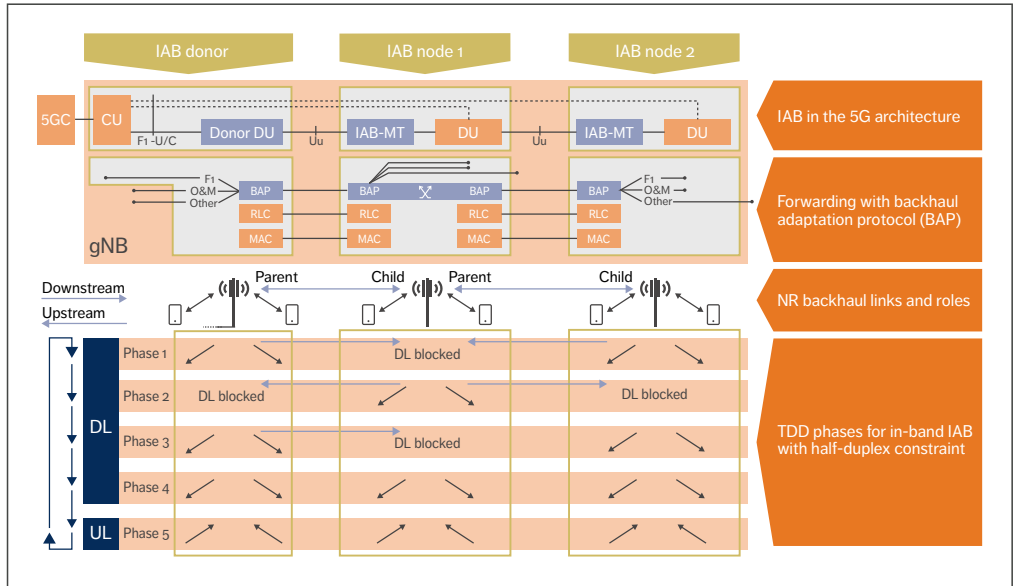 IAB donor
IAB node 1
IAB node 2
5GC
CU
F1-U/C
Donor DU
Uu
IAB-MT
DU
Uu
IAB-MT
DU
IAB in the 5G architecture
F1
O&M
Other
BAP
BAP
BAP
BAP
F1
O&M
Other
RLC
RLC
RLC
RLC
MAC
MAC
MAC
MAC
gNB
Forwarding with backhaul
adaptation protocol (BAP)
Downstream
Upstream
Parent
Child
Parent
Child
NR backhaul links and roles
DL
Phase 1
DL blocked
Phase 2
DL blocked
DL blocked
Phase 3
DL blocked
Phase 4
UL
Phase 5
TDD phases for in-band IAB
with half-duplex constraint